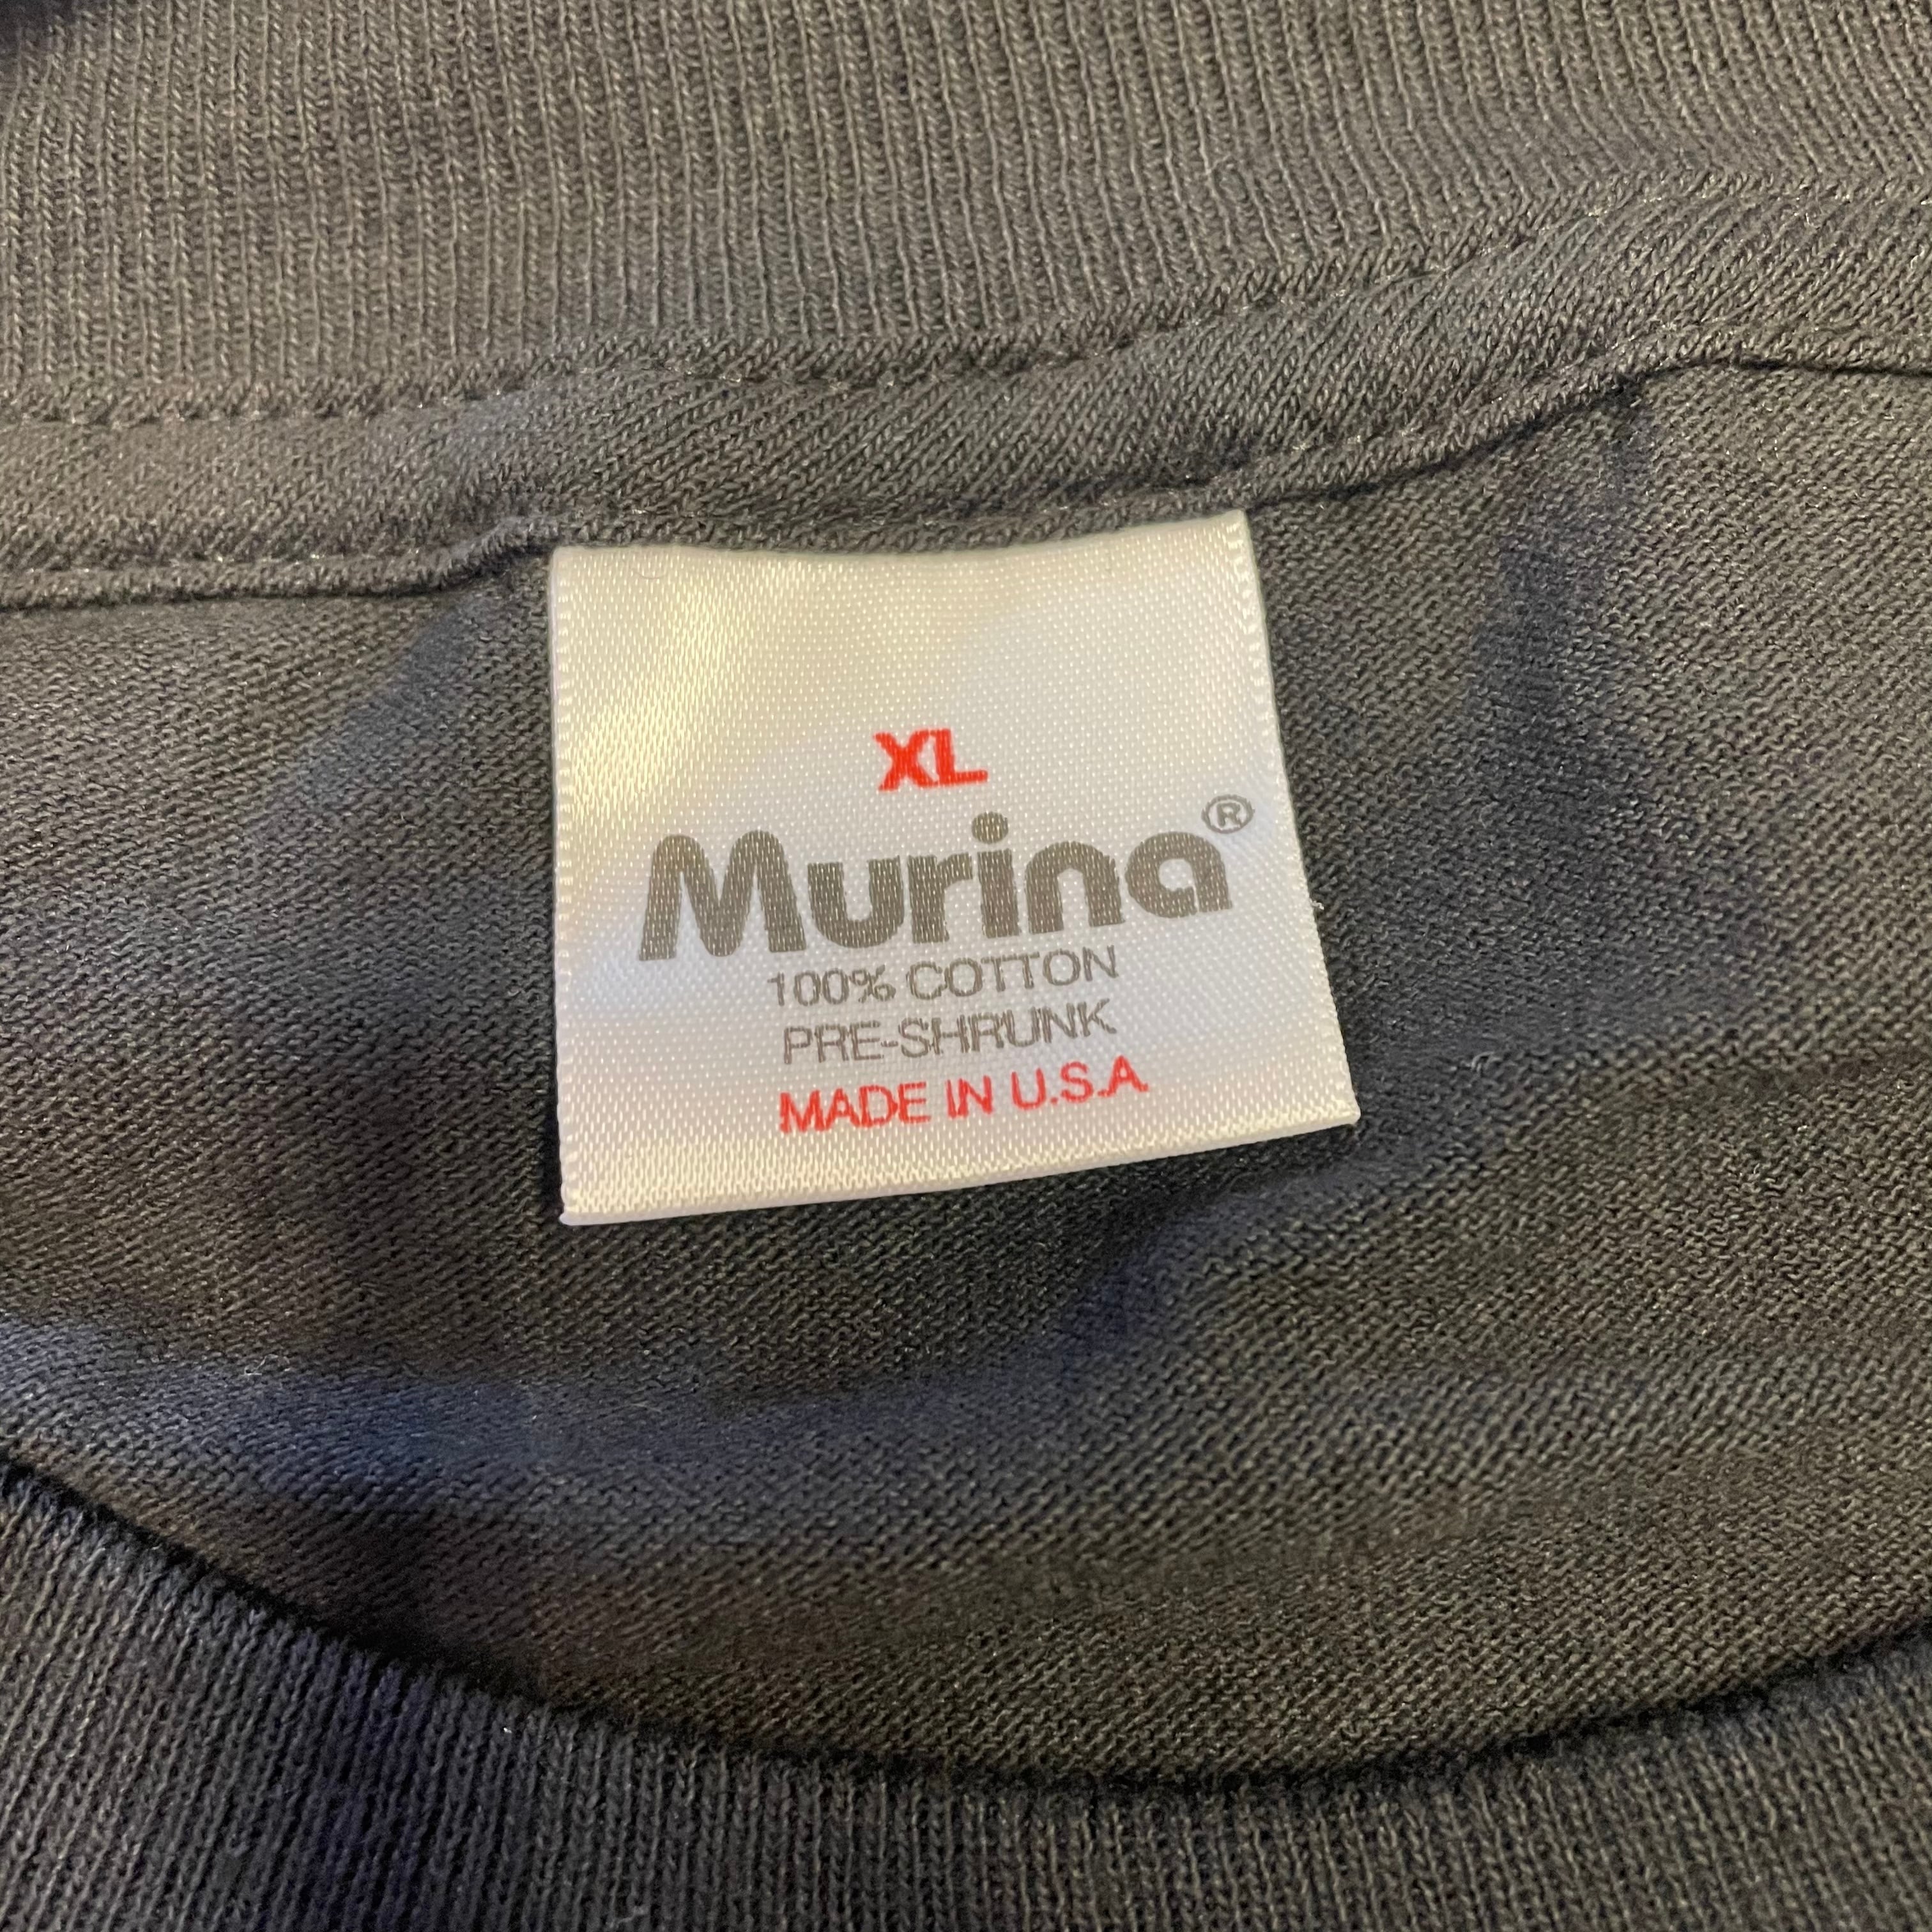 XL
Murina®
100% COTTON
PRE-SHRUNK
MADE IN U.S.A